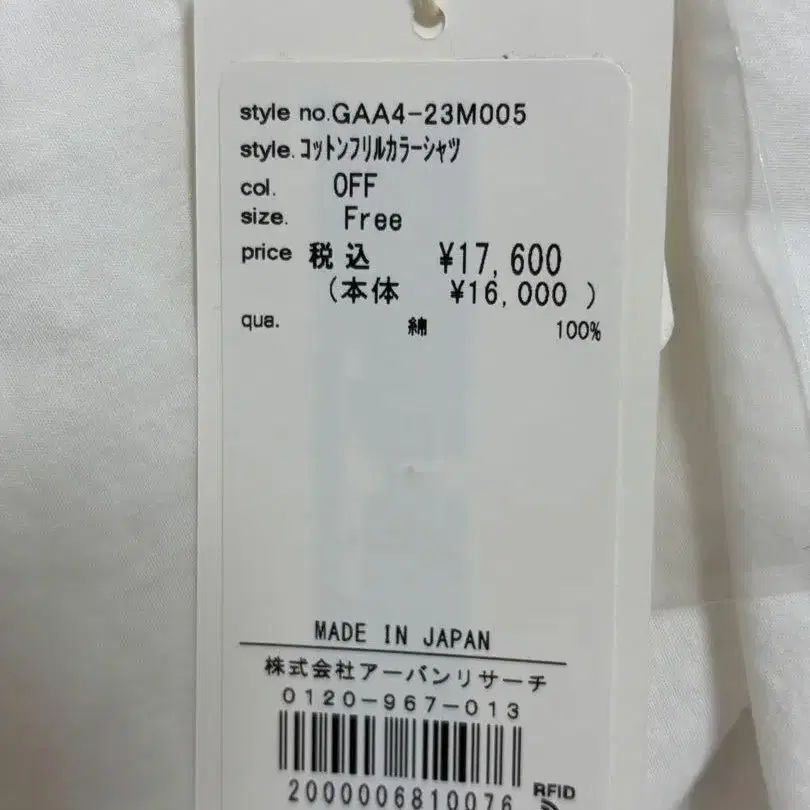 style no. GAA4-23M005
style. コットンフリルカラーシャツ
col. OFF
size. Free
price 税込 ¥17,600
(本体 ¥16,000 )
qua. 綿 100%
MADE IN JAPAN
株式会社アーバンリサーチ
0120-967-013
2000006810076
RFID